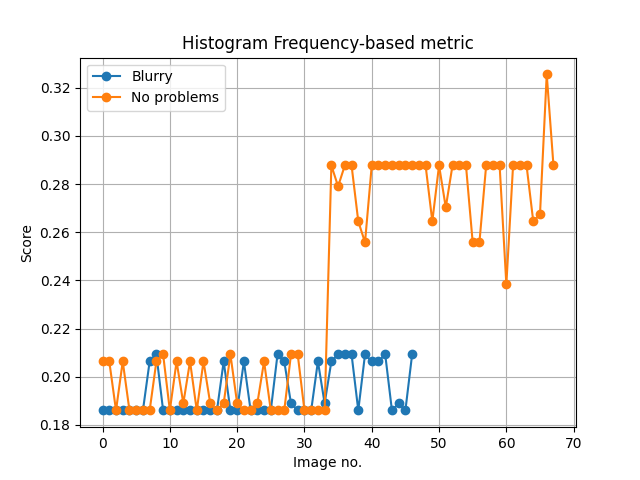 Histogram Frequency-based metric
Blurry
No problems
Score
0.32
0.30
0.28
0.26
0.24
0.22
0.20
0.18
0 10 20 30 40 50 60 70
Image no.